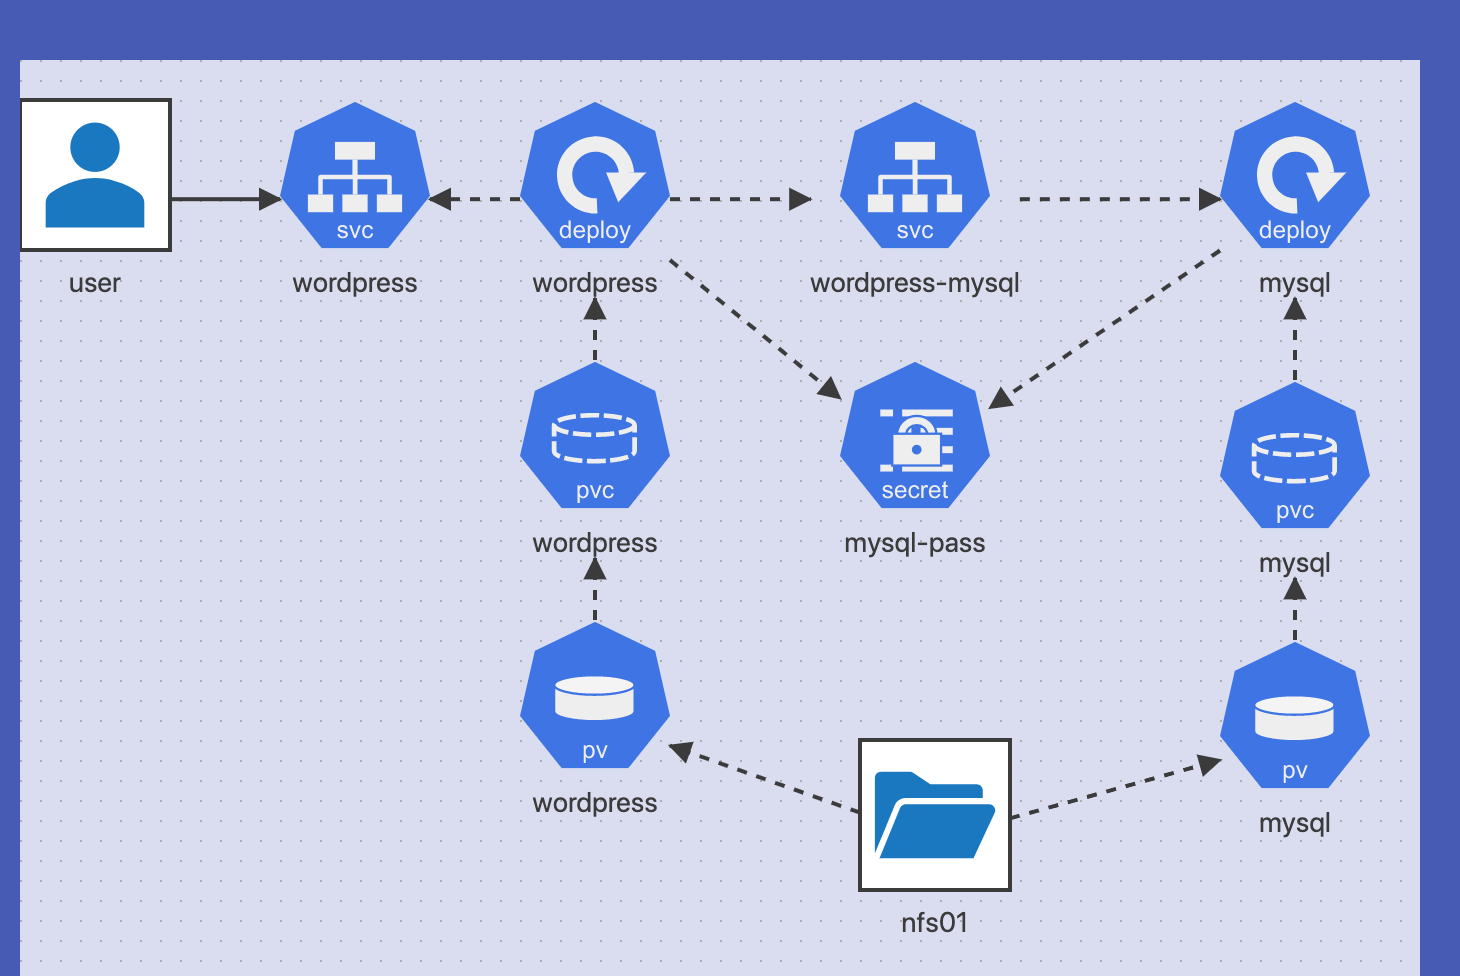 svc
deploy
svc
deploy
user
wordpress
wordpress
wordpress-mysql
mysql
pvc
secret
pvc
wordpress
mysql-pass
mysql
pv
pv
wordpress
mysql
nfs01